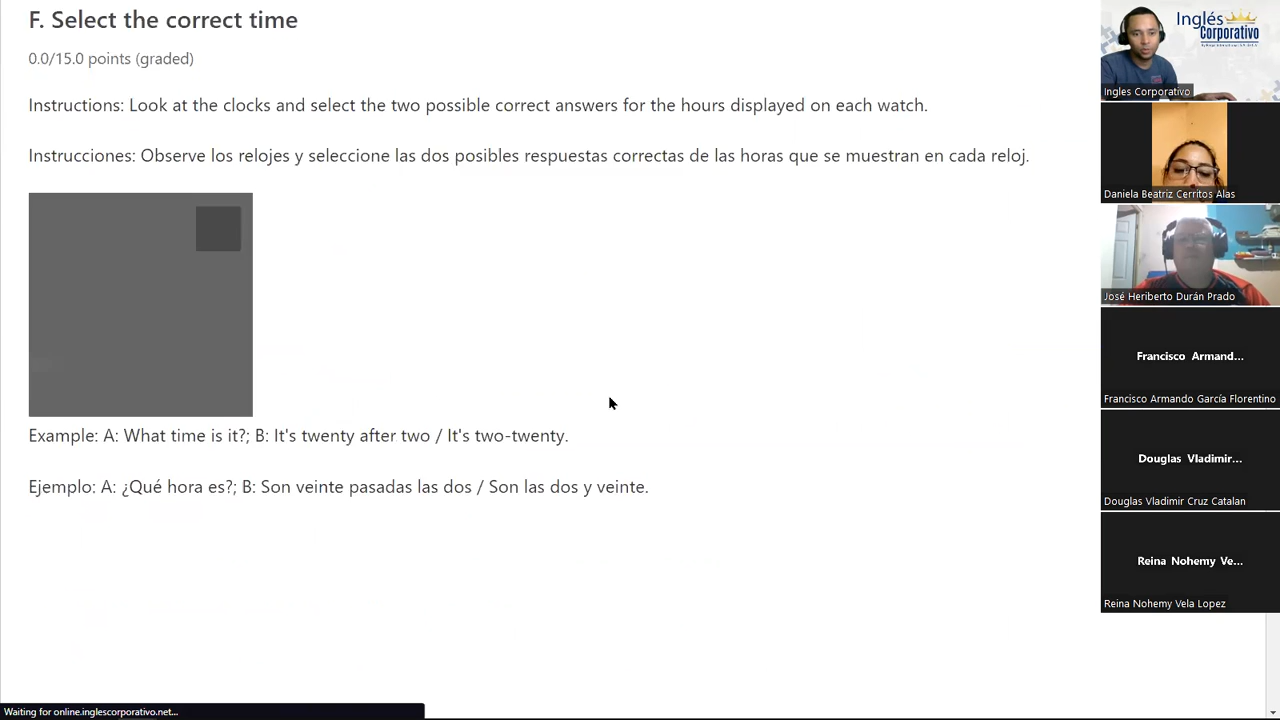 F. Select the correct time
0.0/15.0 points (graded)
Instructions: Look at the clocks and select the two possible correct answers for the hours displayed on each watch.
Instrucciones: Observe los relojes y seleccione las dos posibles respuestas correctas de las horas que se muestran en cada reloj.
Example: A: What time is it?; B: It's twenty after two / It's two-twenty.
Ejemplo: A: ¿Qué hora es?; B: Son veinte pasadas las dos / Son las dos y veinte.
Waiting for online.inglescorporativo.net...
Inglés
Corporativo
Ingles Corporativo
Daniela Beatriz Cerritos Alas
José Heriberto Durán Prado
Francisco Armand...
Francisco Armando García Florentino
Douglas Vladimir...
Douglas Vladimir Cruz Catalan
Reina Nohemy Ve...
Reina Nohemy Vela Lopez